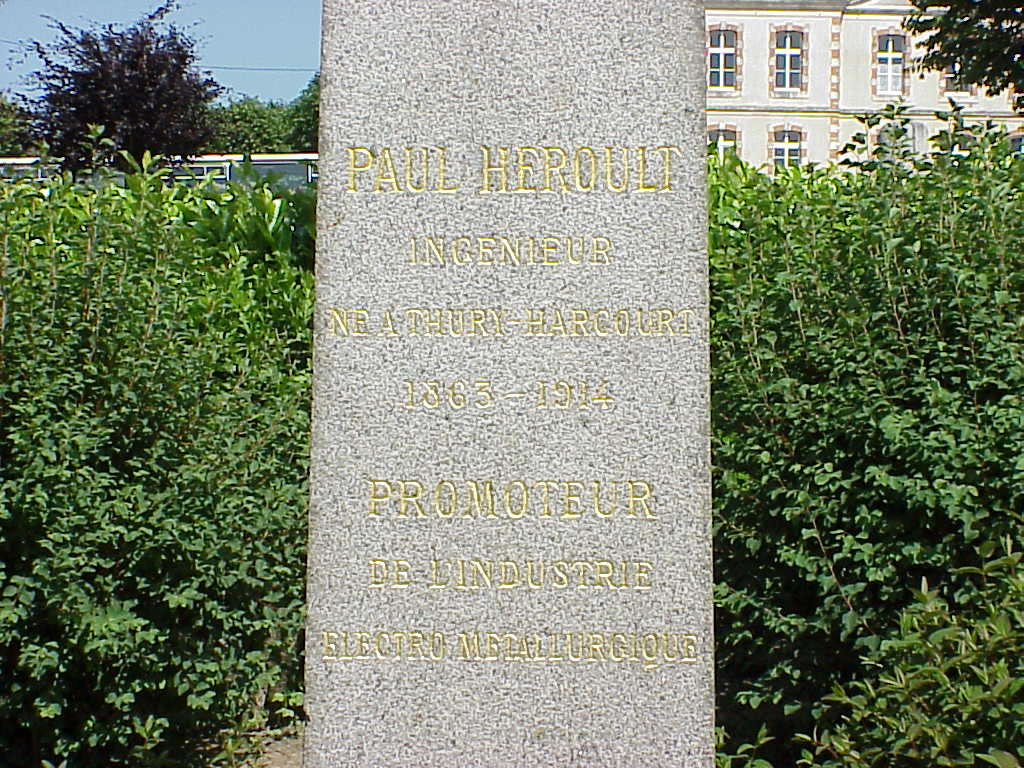 PAUL HEROULT
INGENIEUR
NE A THURY-HARCOURT
1863-1914
PROMOTEUR
DE L'INDUSTRIE
ELECTRO METALLURGIQUE